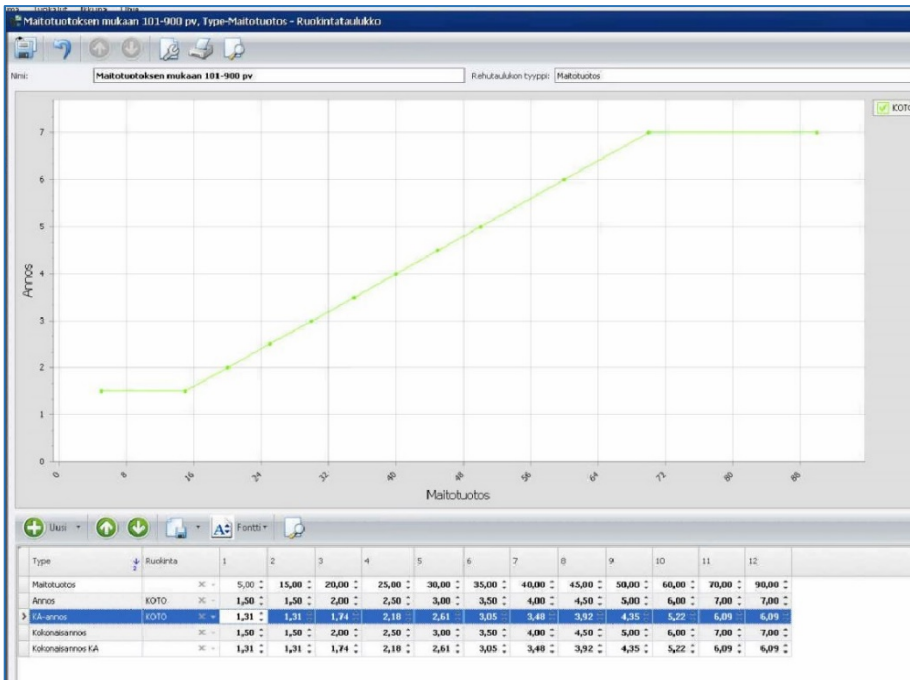 Maitotuotoksen mukaan 101-900 pv, Type-Maitotuotos - Ruokintataulukko
Nimi: Maitotuotoksen mukaan 101-900 pv Rehutaulukon tyyppi: Maitotuotos
KOTO
Annos
7
6
5
4
3
2
1
0
0 8 16 24 32 40 48 56 64 72 80 88
Maitotuotos
Uusi Fontti
Type 2 Ruokinta 1 2 3 4 5 6 7 8 9 10 11 12
Maitotuotos 5,00 15,00 20,00 25,00 30,00 35,00 40,00 45,00 50,00 60,00 70,00 90,00
Annos KOTO 1,50 1,50 2,00 2,50 3,00 3,50 4,00 4,50 5,00 6,00 7,00 7,00
KA-annos KOTO 1,31 1,31 1,74 2,18 2,61 3,05 3,48 3,92 4,35 5,22 6,09 6,09
Kokonaisannos 1,50 1,50 2,00 2,50 3,00 3,50 4,00 4,50 5,00 6,00 7,00 7,00
Kokonaisannos KA 1,31 1,31 1,74 2,18 2,61 3,05 3,48 3,92 4,35 5,22 6,09 6,09